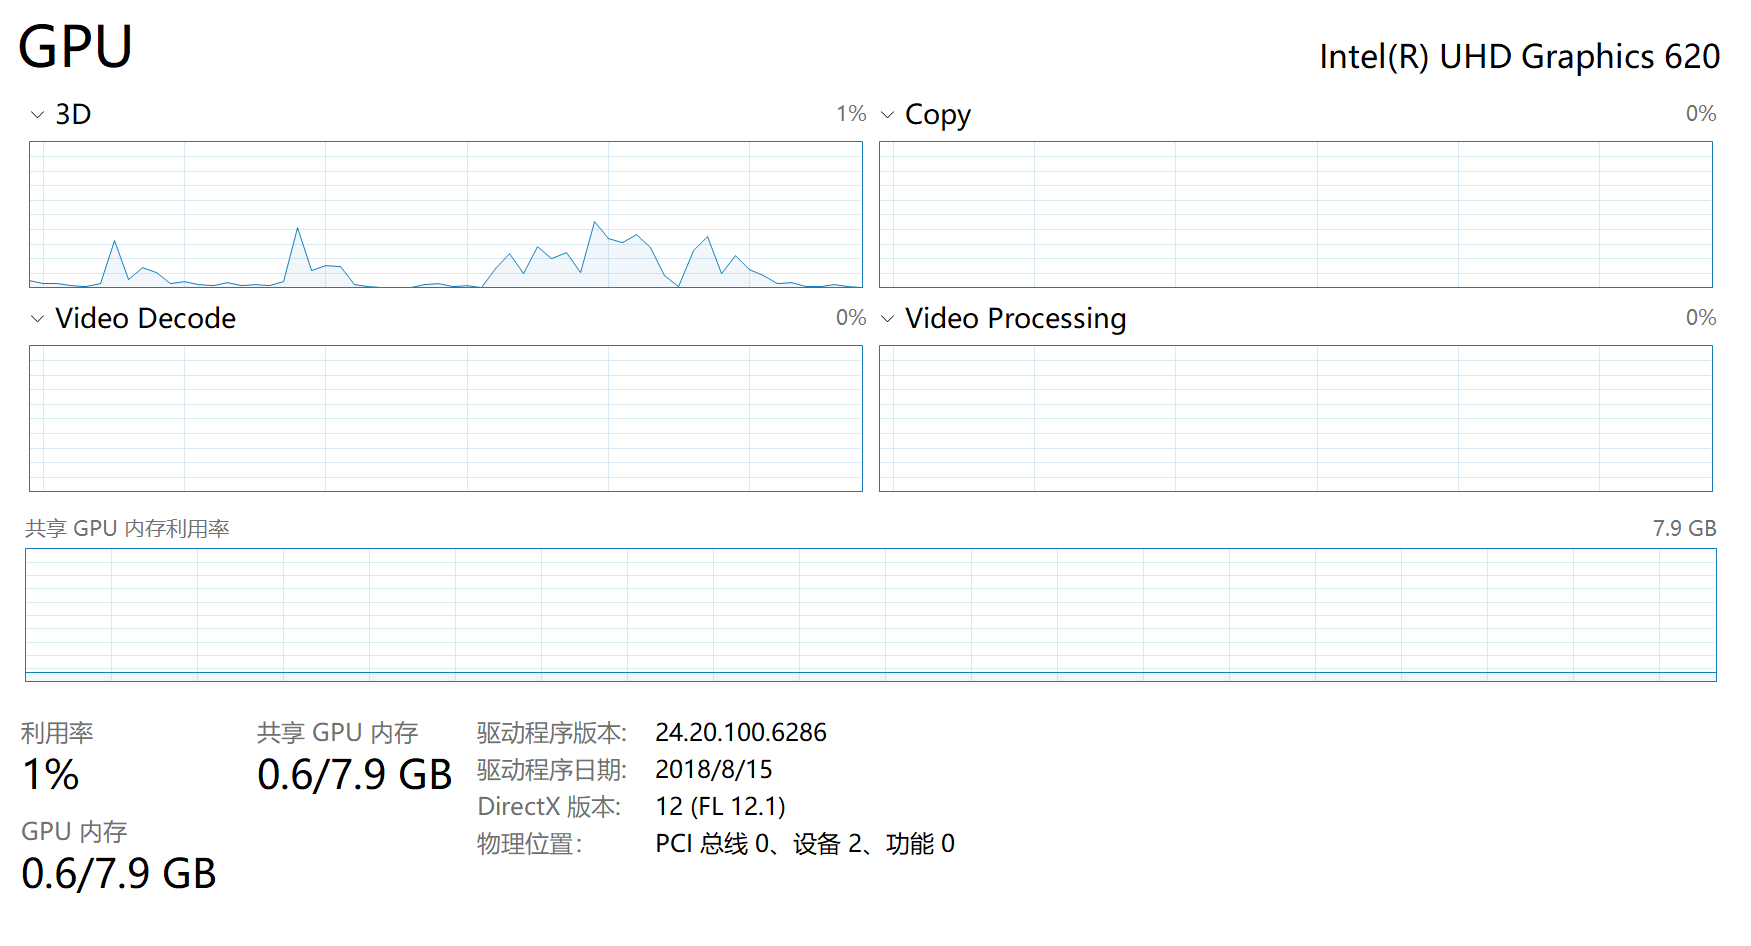 GPU
Intel(R) UHD Graphics 620
3D 1%
Copy 0%
Video Decode 0%
Video Processing 0%
共享 GPU 内存利用率 7.9 GB
利用率
1%
共享 GPU 内存
0.6/7.9 GB
GPU 内存
0.6/7.9 GB
驱动程序版本: 24.20.100.6286
驱动程序日期: 2018/8/15
DirectX 版本: 12 (FL 12.1)
物理位置: PCI 总线 0、设备 2、功能 0